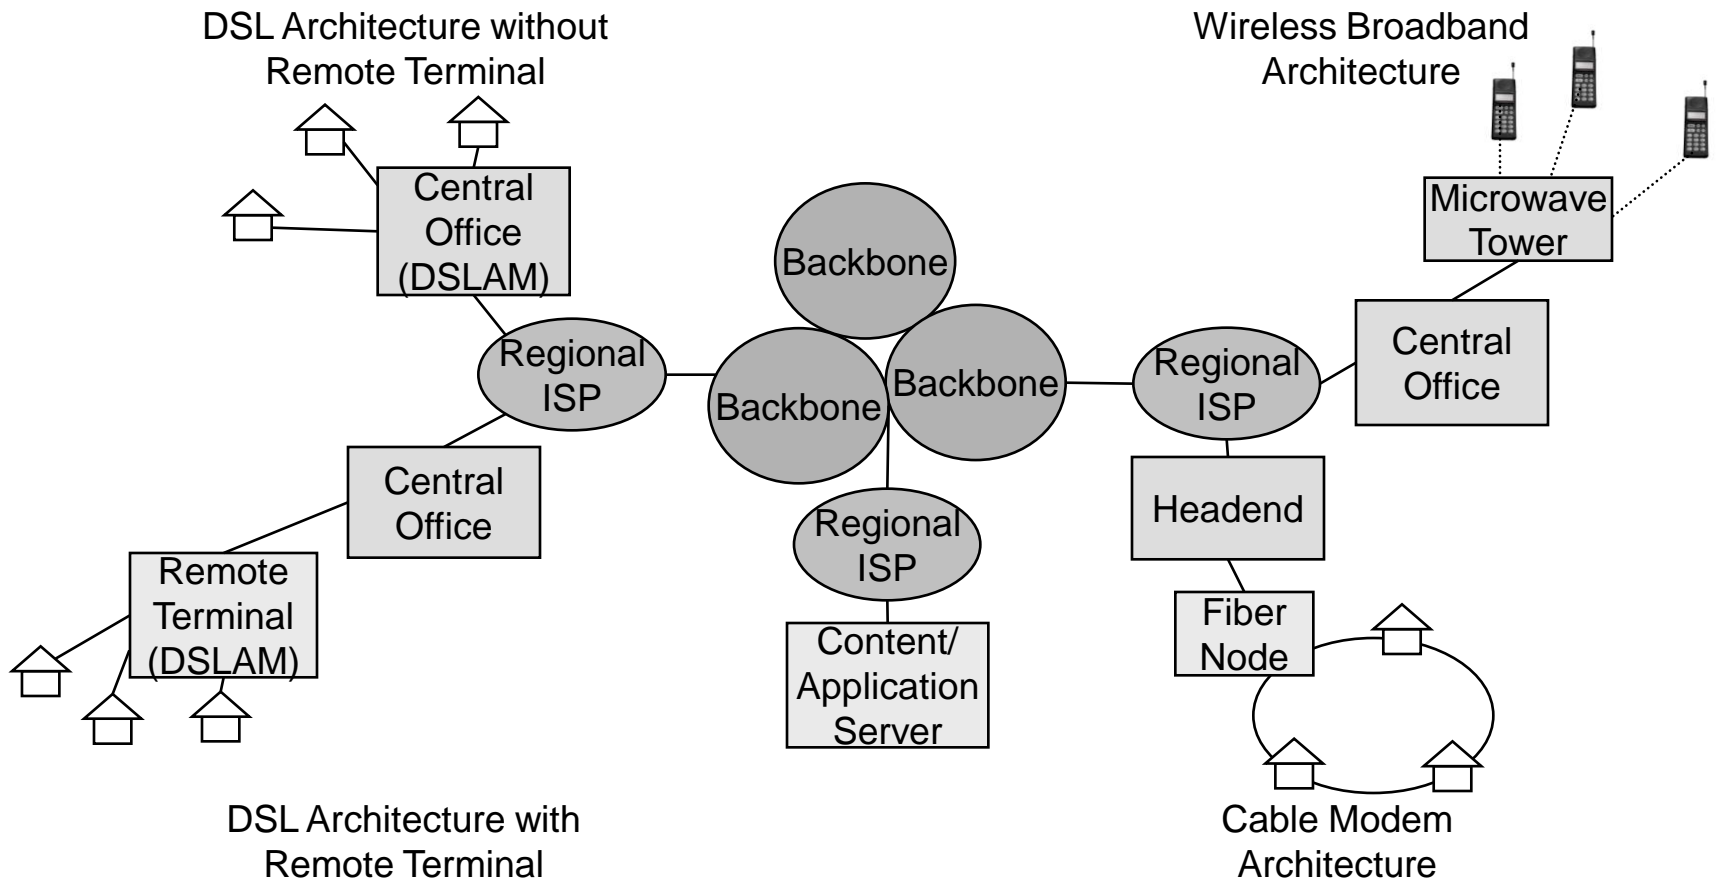 DSL Architecture without
Remote Terminal
Wireless Broadband
Architecture
Central
Office
(DSLAM)
Microwave
Tower
Backbone
Regional
ISP
Backbone
Backbone
Regional
ISP
Central
Office
Central
Office
Headend
Regional
ISP
Remote
Terminal
(DSLAM)
Fiber
Node
Content/
Application
Server
DSL Architecture with
Remote Terminal
Cable Modem
Architecture